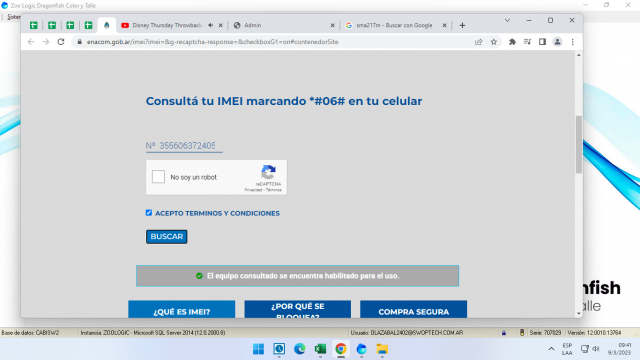 Zoo Logic Dragonfish Color y Talle
Sistema
Disney Thursday Throwback
Admin
sma217m - Buscar con Google
enacom.gob.ar/imei?imei=&g-recaptcha-response=&checkboxG1=on#contenedorSite
Consultá tu IMEI marcando *#06# en tu celular
Nº 355606372405
No soy un robot
reCAPTCHA
Privacidad - Términos
ACEPTO TERMINOS Y CONDICIONES
BUSCAR
El equipo consultado se encuentra habilitado para el uso.
¿QUÉ ES IMEI?
¿POR QUÉ SE BLOQUEA?
COMPRA SEGURA
nfish
alle
Base de datos: CABISW2 Instancia: ZOOLOGIC - Microsoft SQL Server 2014 (12.0.2000.8) Usuario: OLAZABAL2402@SWOPTECH.COM.AR Serie: 707029 Versión: 12.0010.13764
ESP
LAA
09:41
9/3/2023